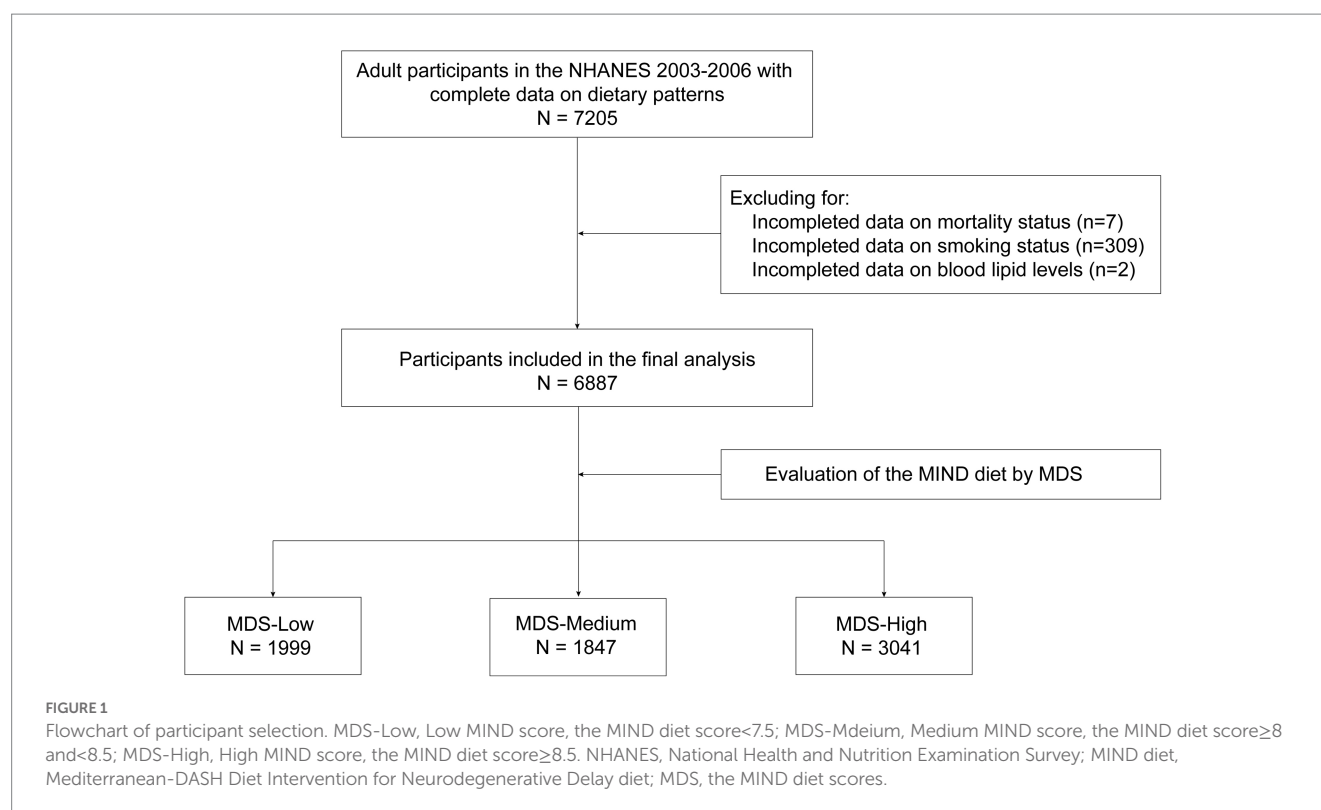 Adult participants in the NHANES 2003-2006 with
complete data on dietary patterns
N = 7205
Excluding for:
Incompleted data on mortality status (n=7)
Incompleted data on smoking status (n=309)
Incompleted data on blood lipid levels (n=2)
Participants included in the final analysis
N = 6887
Evaluation of the MIND diet by MDS
MDS-Low
N = 1999
MDS-Medium
N = 1847
MDS-High
N = 3041
FIGURE 1
Flowchart of participant selection. MDS-Low, Low MIND score, the MIND diet score<7.5; MDS-Mdeium, Medium MIND score, the MIND diet score≥8
and<8.5; MDS-High, High MIND score, the MIND diet score≥8.5. NHANES, National Health and Nutrition Examination Survey; MIND diet,
Mediterranean-DASH Diet Intervention for Neurodegenerative Delay diet; MDS, the MIND diet scores.